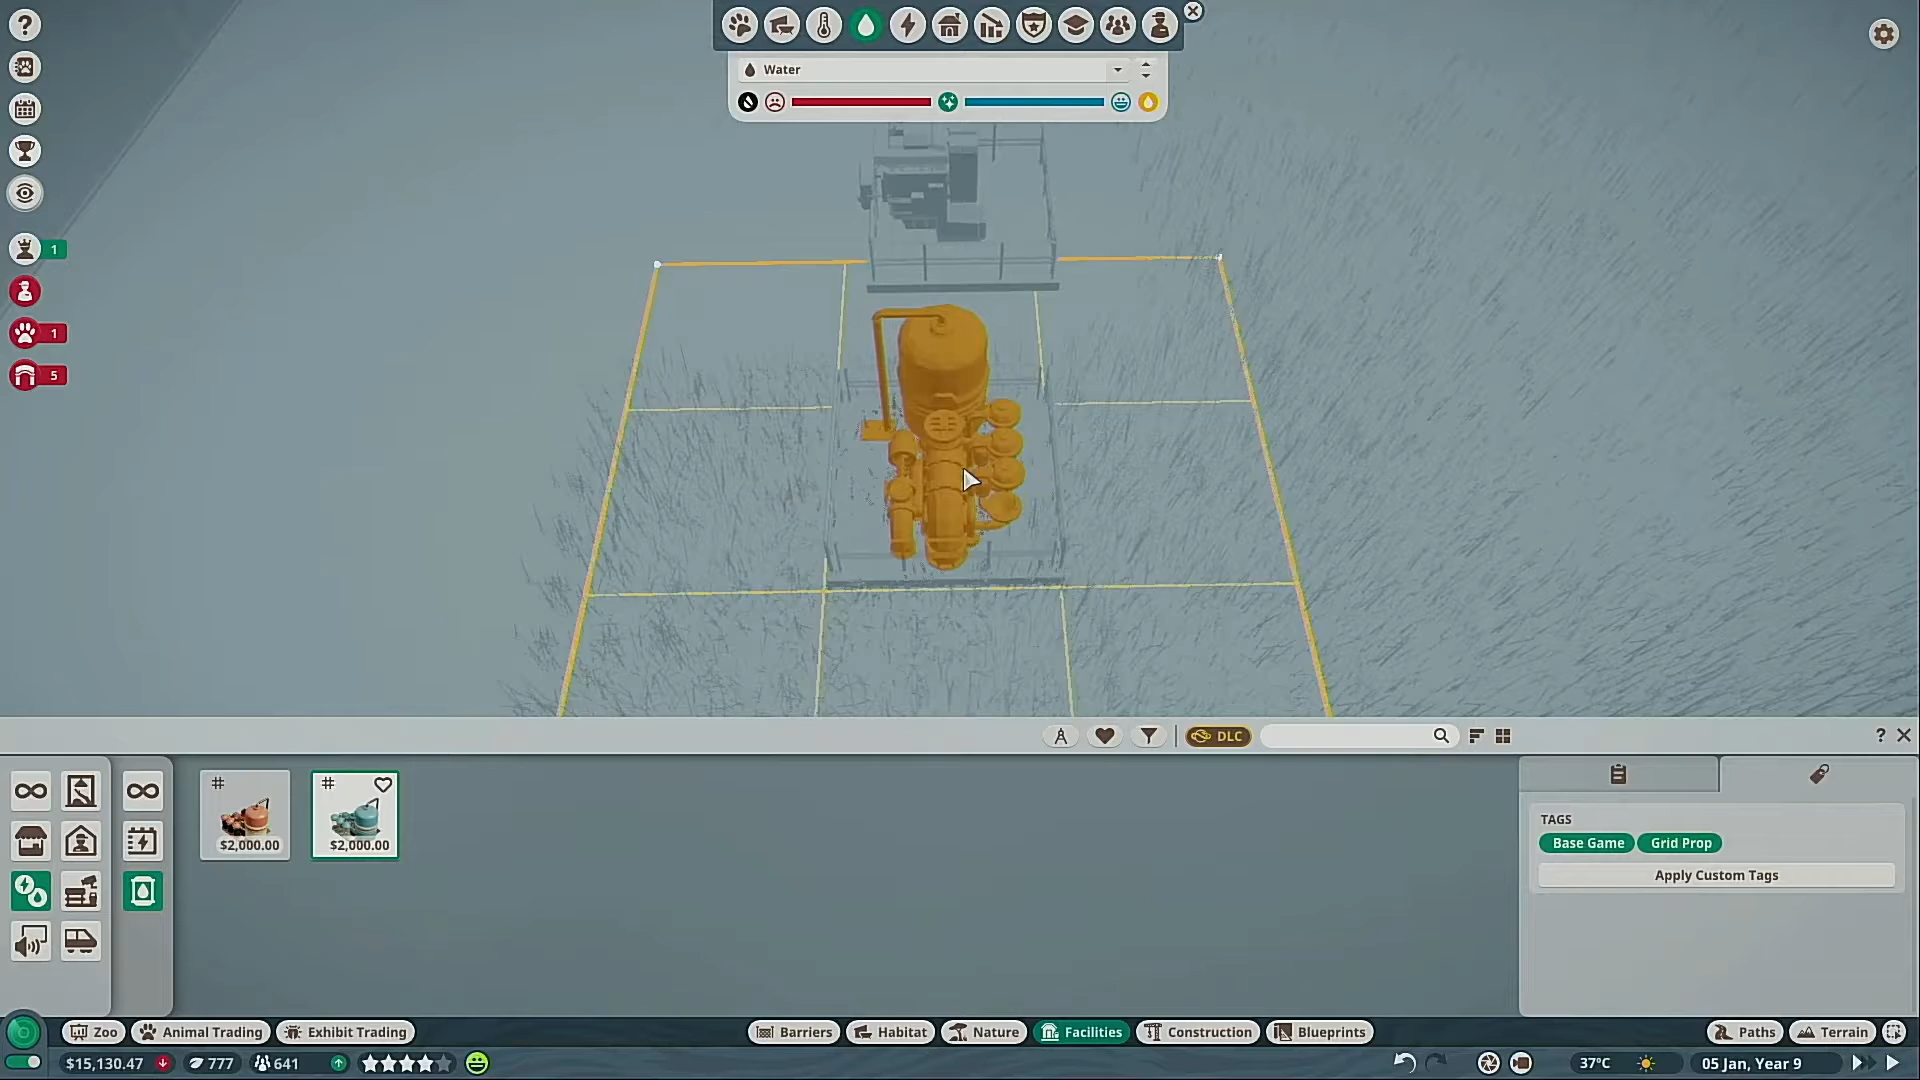 Water
1
1
5
DLC
$2,000.00
$2,000.00
TAGS
Base Game
Grid Prop
Apply Custom Tags
Zoo
Animal Trading
Exhibit Trading
Barriers
Habitat
Nature
Facilities
Construction
Blueprints
Paths
Terrain
$15,130.47
777
641
37°C
05 Jan, Year 9